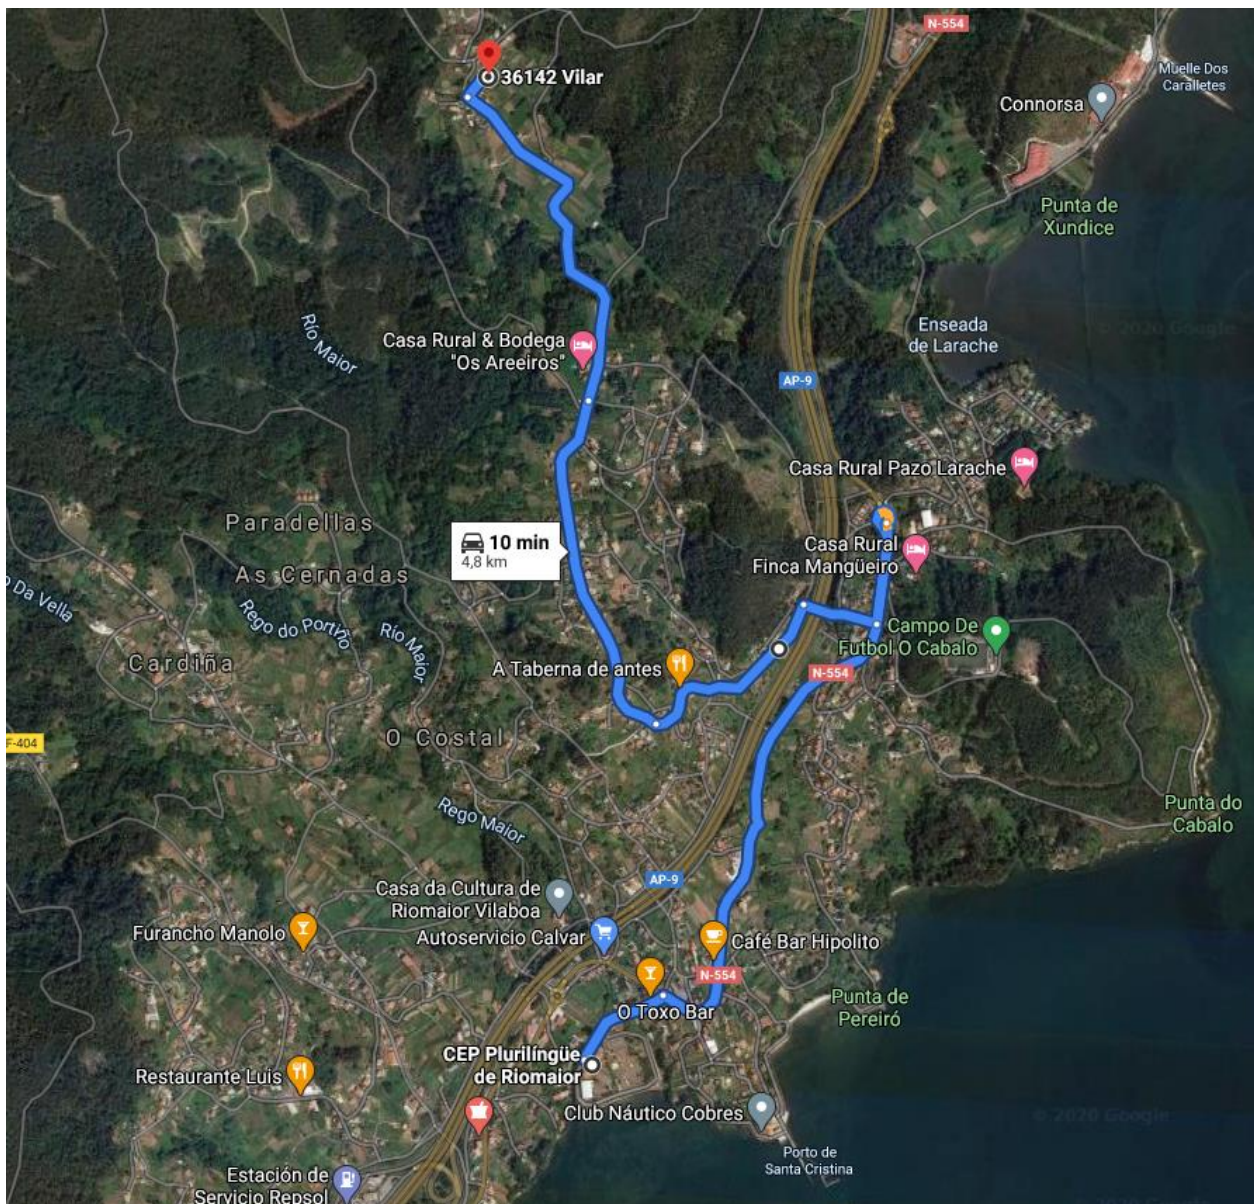 N-554
Muelle Dos
Caralletes
36142 Vilar
Connorsa
Punta de
Xundice
Río Maior
Enseada
de Larache
Casa Rural & Bodega
"Os Areeiros"
AP-9
Casa Rural Pazo Larache
Paradellas
10 min
4,8 km
Casa Rural
Finca Mangüeiro
As Cernadas
Da Vella
Rego do Portiño
Río Maior
Campo De
Futbol O Cabalo
Cardiña
A Taberna de antes
N-554
O Costal
F-404
Rego Maior
Punta do
Cabalo
AP-9
Casa da Cultura de
Riomaior Vilaboa
Furancho Manolo
Autoservicio Calvar
Café Bar Hipolito
N-554
O Toxo Bar
Punta de
Pereiró
CEP Plurilíngüe
de Riomaior
Restaurante Luis
Club Náutico Cobres
© 2020 Google
Porto de
Santa Cristina
Estación de
Servicio Repsol